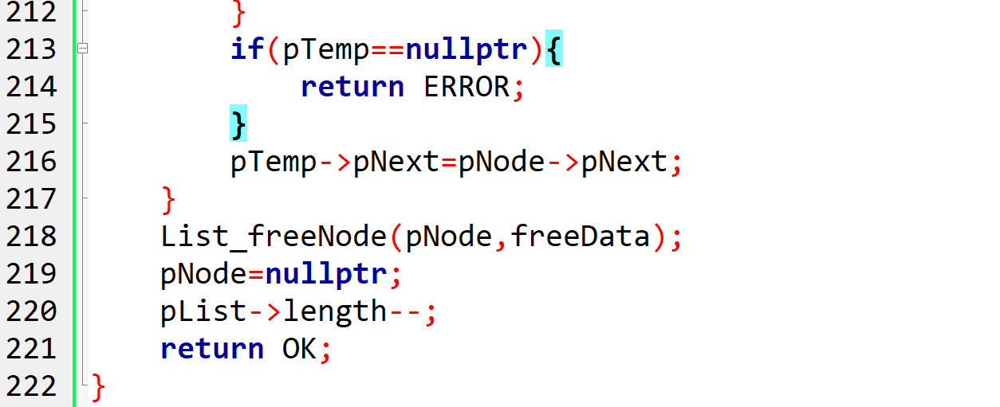 212         }
213         if(pTemp==nullptr){
214             return ERROR;
215         }
216         pTemp->pNext=pNode->pNext;
217     }
218     List_freeNode(pNode,freeData);
219     pNode=nullptr;
220     pList->length--;
221     return OK;
222 }